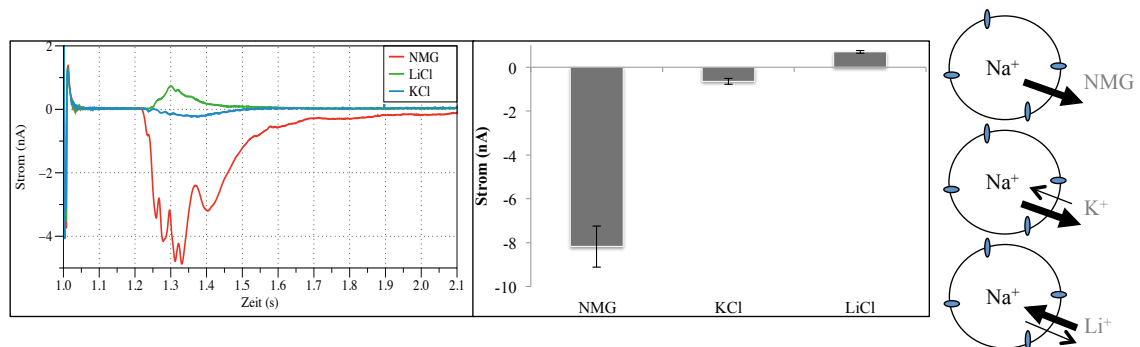 NMG
LiCl
KCl
2
0
−2
−4
Strom (nA)
1.0 1.1 1.2 1.3 1.4 1.5 1.6 1.7 1.8 1.9 2.0 2.1
Zeit (s)
Strom (nA)
0
-2
-4
-6
-8
-10
NMG KCl LiCl
Na+ NMG
Na+ K+
Na+ Li+